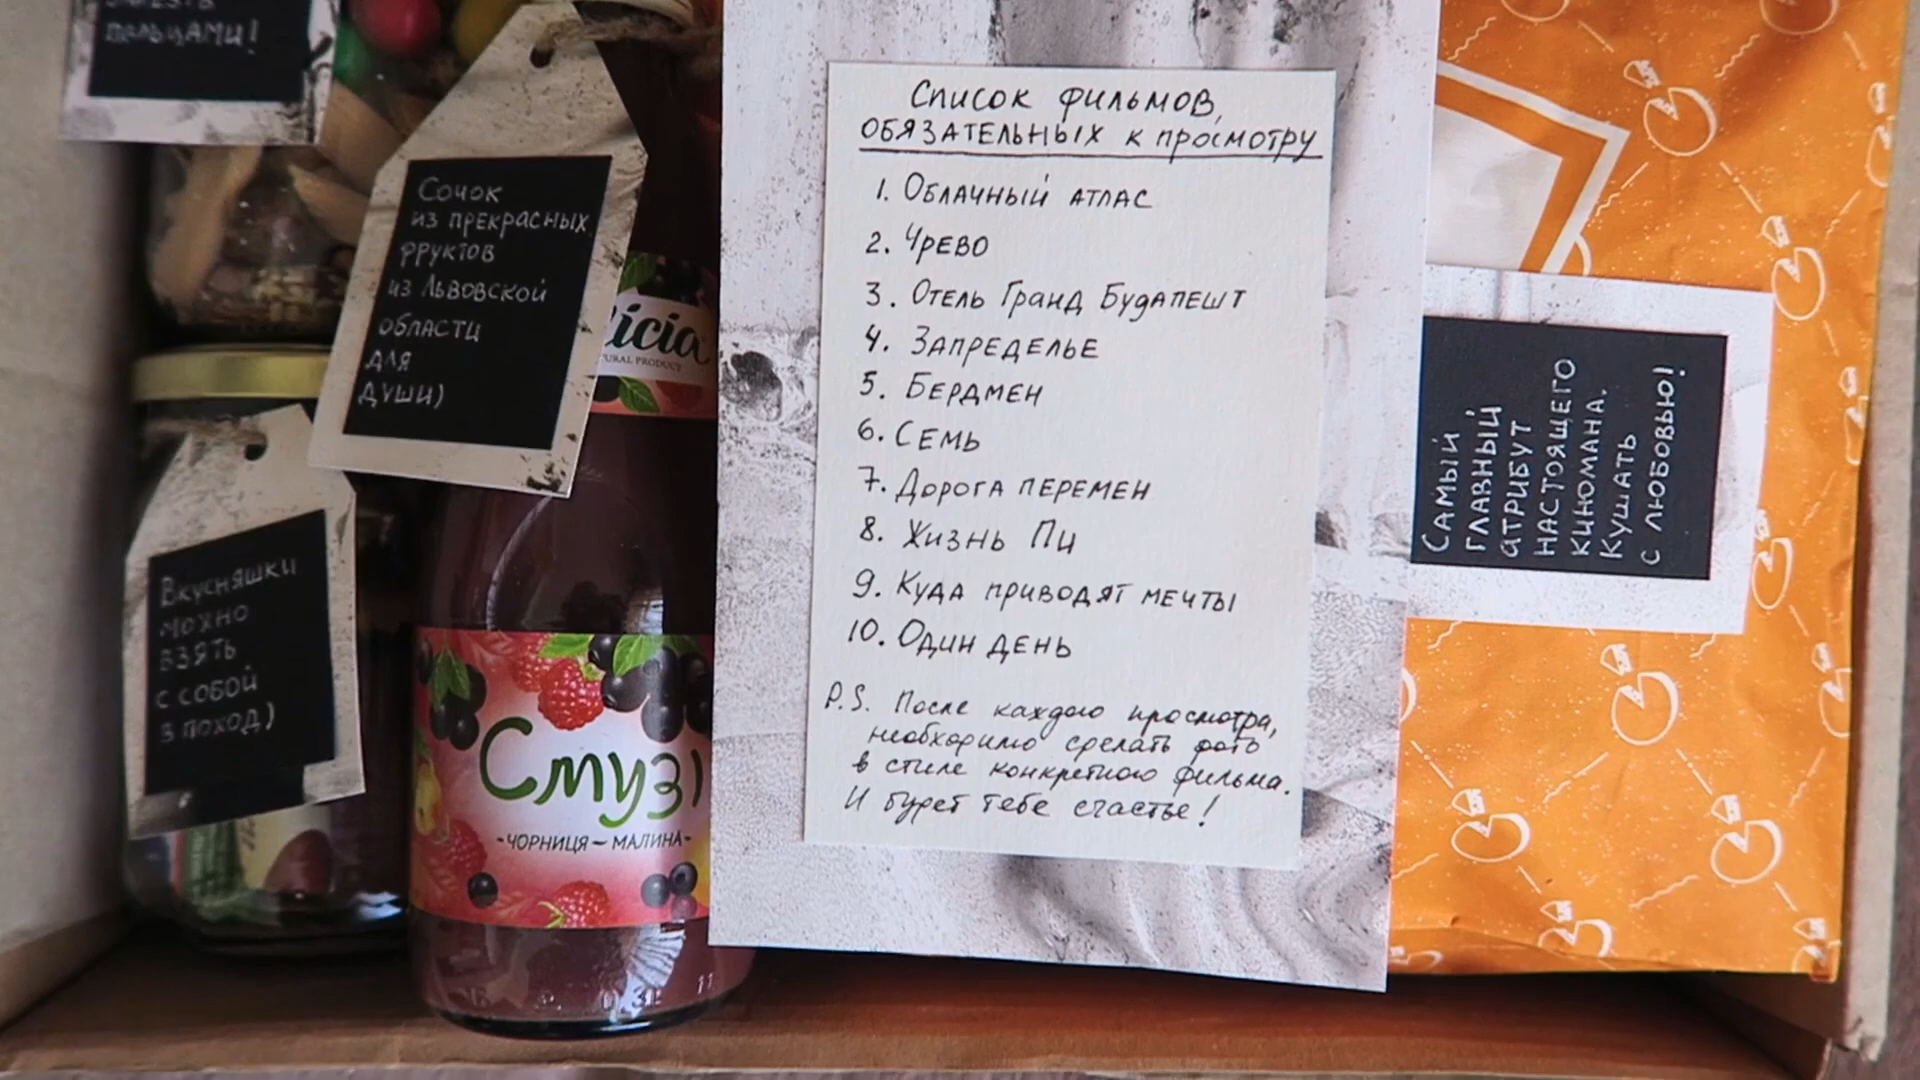 пальцами!
Сочок
из прекрасных
фруктов
из Львовской
области
для
души)
icia
URAL PRODUCT
Вкусняшки
можно
взять
с собой
в поход)
Смузі
-ЧОРНИЦЯ-МАЛИНА-
Список фильмов,
обязательных к просмотру
1. Облачный атлас
2. Чрево
3. Отель Гранд Будапешт
4. Запределье
5. Бердмен
6. Семь
7. Дорога перемен
8. Жизнь Пи
9. Куда приводят мечты
10. Один день
P.S. После каждого просмотра,
необходимо сделать фото
в стиле конкретного фильма.
И будет тебе счастье!
Самый
главный
атрибут
настоящего
киномана.
Кушать
с любовью!